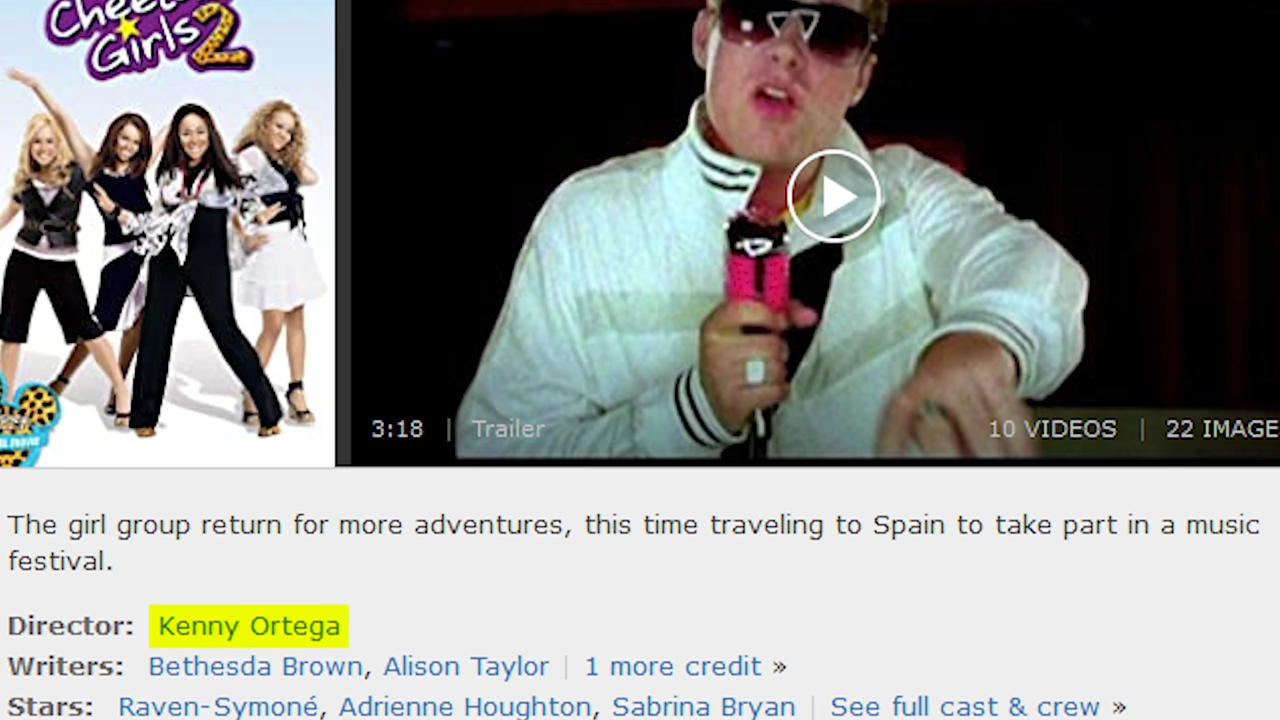 Cheetah
Girls 2
3:18 | Trailer
10 VIDEOS | 22 IMAGE
The girl group return for more adventures, this time traveling to Spain to take part in a music
festival.
Director: Kenny Ortega
Writers: Bethesda Brown, Alison Taylor | 1 more credit »
Stars: Raven-Symoné, Adrienne Houghton, Sabrina Bryan | See full cast & crew »